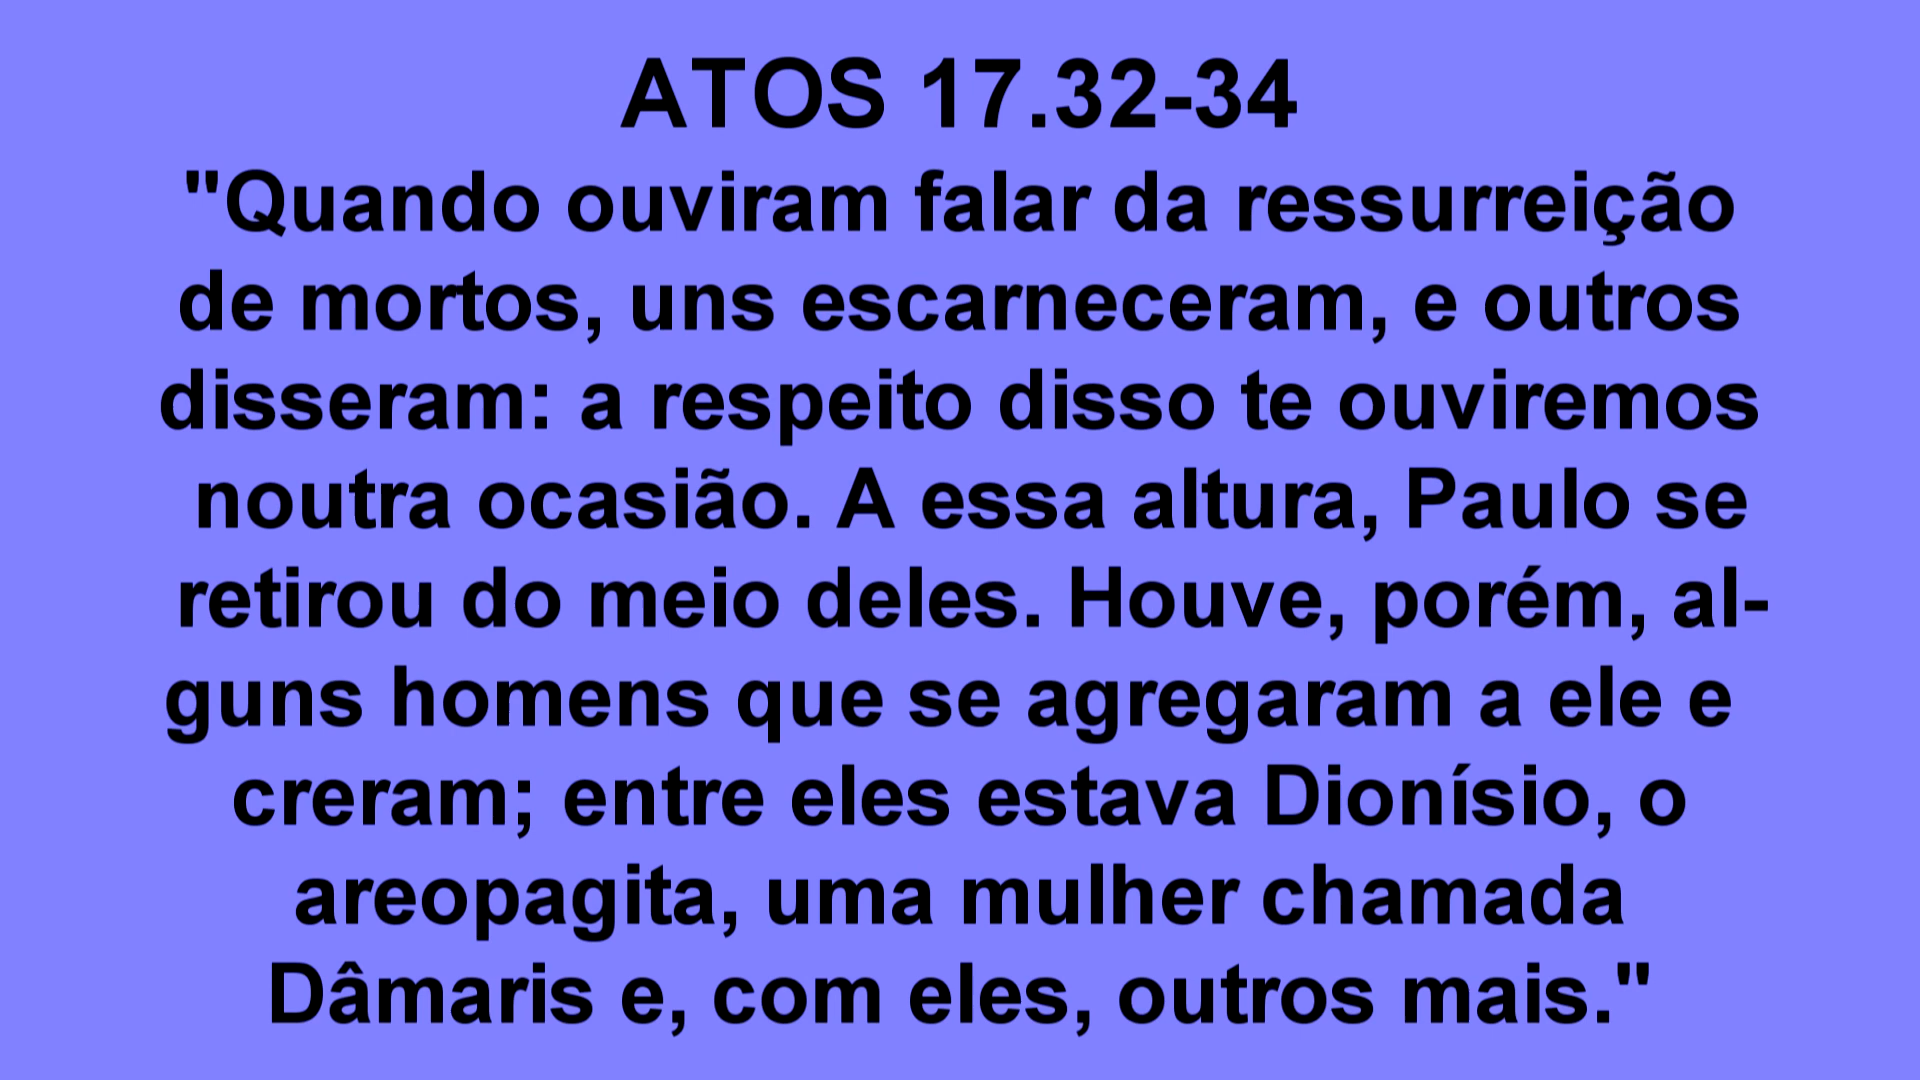 ATOS 17.32-34
"Quando ouviram falar da ressurreição
de mortos, uns escarneceram, e outros
disseram: a respeito disso te ouviremos
noutra ocasião. A essa altura, Paulo se
retirou do meio deles. Houve, porém, al-
guns homens que se agregaram a ele e
creram; entre eles estava Dionísio, o
areopagita, uma mulher chamada
Dâmaris e, com eles, outros mais."